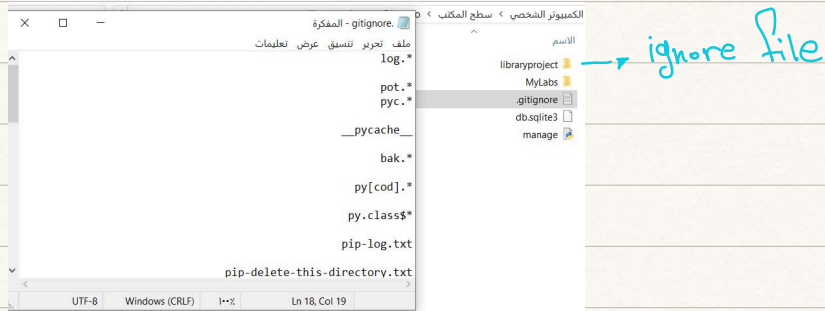 .gitignore - المفكرة
ملف تحرير تنسيق عرض تعليمات
log.*
pot.*
pyc.*
__pycache__
bak.*
py[cod].*
py.class$*
pip-log.txt
pip-delete-this-directory.txt
UTF-8 Windows (CRLF) ١٠٠٪ Ln 18, Col 19
الكمبيوتر الشخصي > سطح المكتب >
الاسم
libraryproject
MyLabs
.gitignore
db.sqlite3
manage
ignore file